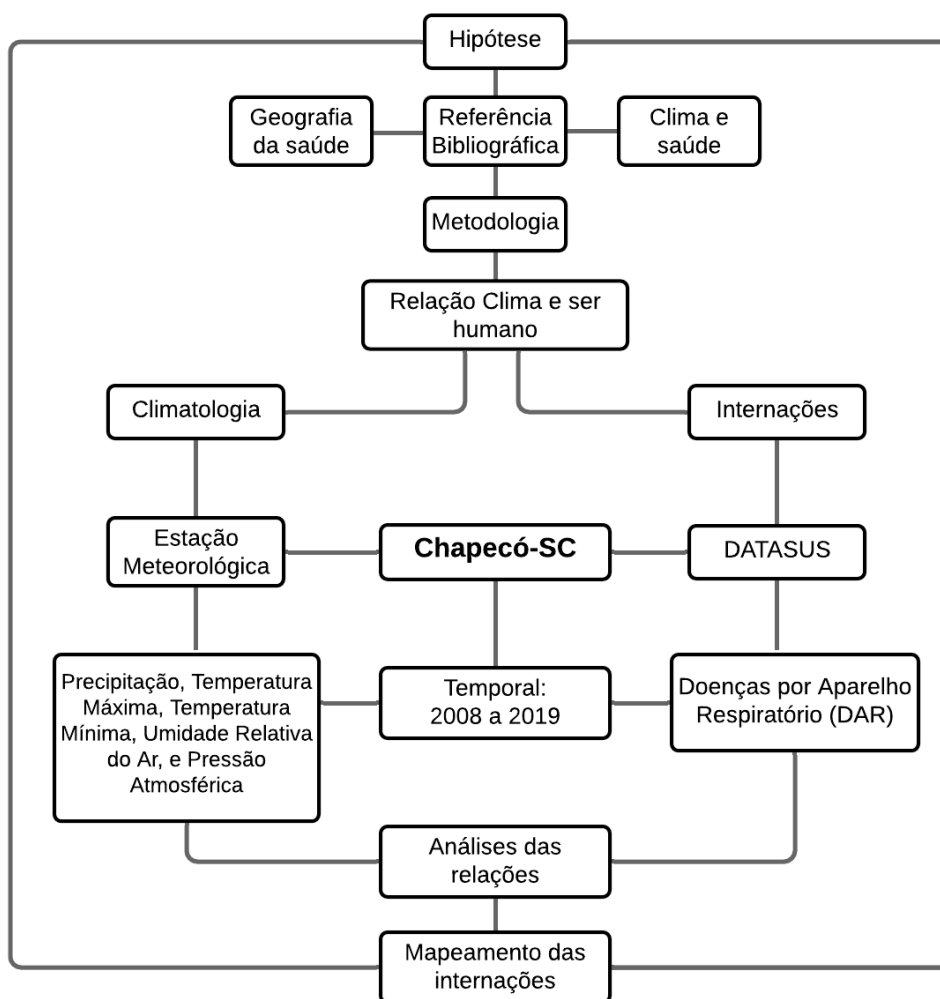 Hipótese
Geografia
da saúde
Referência
Bibliográfica
Clima e
saúde
Metodologia
Relação Clima e ser
humano
Climatologia
Internações
Estação
Meteorológica
Chapecó-SC
DATASUS
Precipitação, Temperatura
Máxima, Temperatura
Mínima, Umidade Relativa
do Ar, e Pressão
Atmosférica
Temporal:
2008 a 2019
Doenças por Aparelho
Respiratório (DAR)
Análises das
relações
Mapeamento das
internações